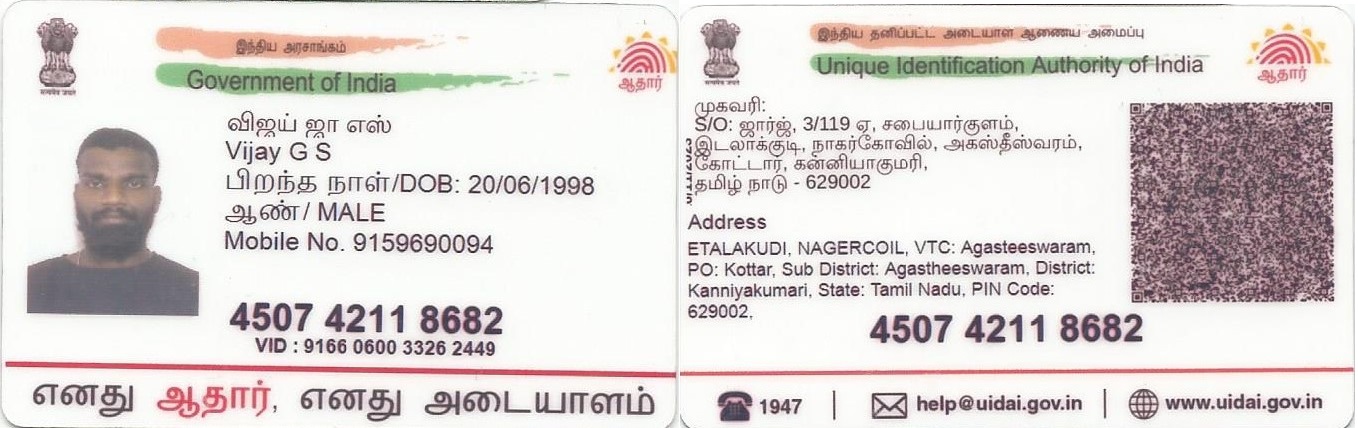 இந்திய அரசாங்கம்
Government of India
ஆதார்
விஜய் ஜா எஸ்
Vijay G S
பிறந்த நாள்/DOB: 20/06/1998
ஆண்/ MALE
Mobile No. 9159690094
4507 4211 8682
VID : 9166 0600 3326 2449
எனது ஆதார், எனது அடையாளம்
இந்திய தனிப்பட்ட அடையாள ஆணைய அமைப்பு
Unique Identification Authority of India
ஆதார்
முகவரி:
S/O: ஜார்ஜ், 3/119 ஏ, சபையார்குளம்,
இடலாக்குடி, நாகர்கோவில், அகஸ்தீஸ்வரம்,
கோட்டார், கன்னியாகுமரி,
தமிழ் நாடு - 629002
Address
ETALAKUDI, NAGERCOIL, VTC: Agasteeswaram,
PO: Kottar, Sub District: Agastheeswaram, District:
Kanniyakumari, State: Tamil Nadu, PIN Code:
629002,
4507 4211 8682
1947
help@uidai.gov.in
www.uidai.gov.in